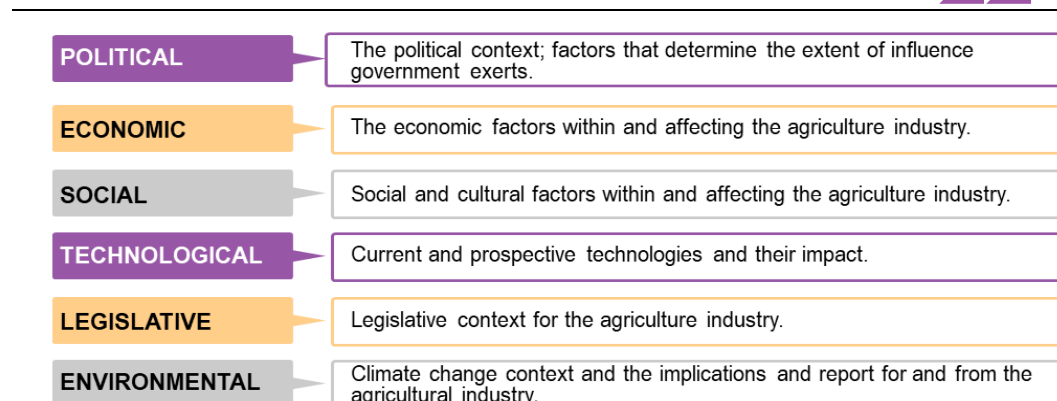 POLITICAL
The political context; factors that determine the extent of influence
government exerts.
ECONOMIC
The economic factors within and affecting the agriculture industry.
SOCIAL
Social and cultural factors within and affecting the agriculture industry.
TECHNOLOGICAL
Current and prospective technologies and their impact.
LEGISLATIVE
Legislative context for the agriculture industry.
ENVIRONMENTAL
Climate change context and the implications and report for and from the
agricultural industry.